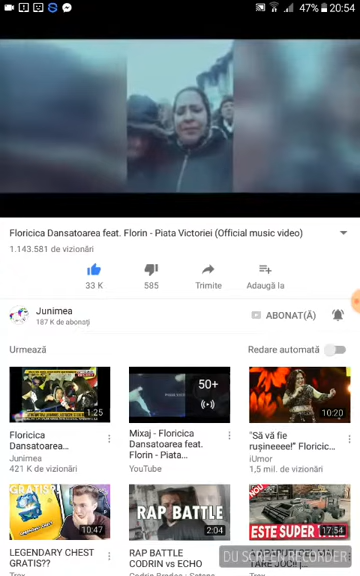 47% 20:54
Floricica Dansatoarea feat. Florin - Piata Victoriei (Official music video)
1.143.581 de vizionări
33 K
585
Trimite
Adaugă la
Junimea
187 K de abonați
ABONAT(Ă)
Urmează
Redare automată
1:25
50+
10:20
Floricica
Dansatoarea...
Junimea
421 K de vizionări
Mixaj - Floricica
Dansatoarea feat.
Florin - Piata...
YouTube
"Să vă fie
rușineeee!" Floricic...
iUmor
1,5 mil. de vizionări
10:47
RAP BATTLE
2:04
NOU
ESTE SUPER
17:54
LEGENDARY CHEST
GRATIS??
RAP BATTLE
CODRIN vs ECHO
TARE JOC!!
DU SCREEN RECORDER